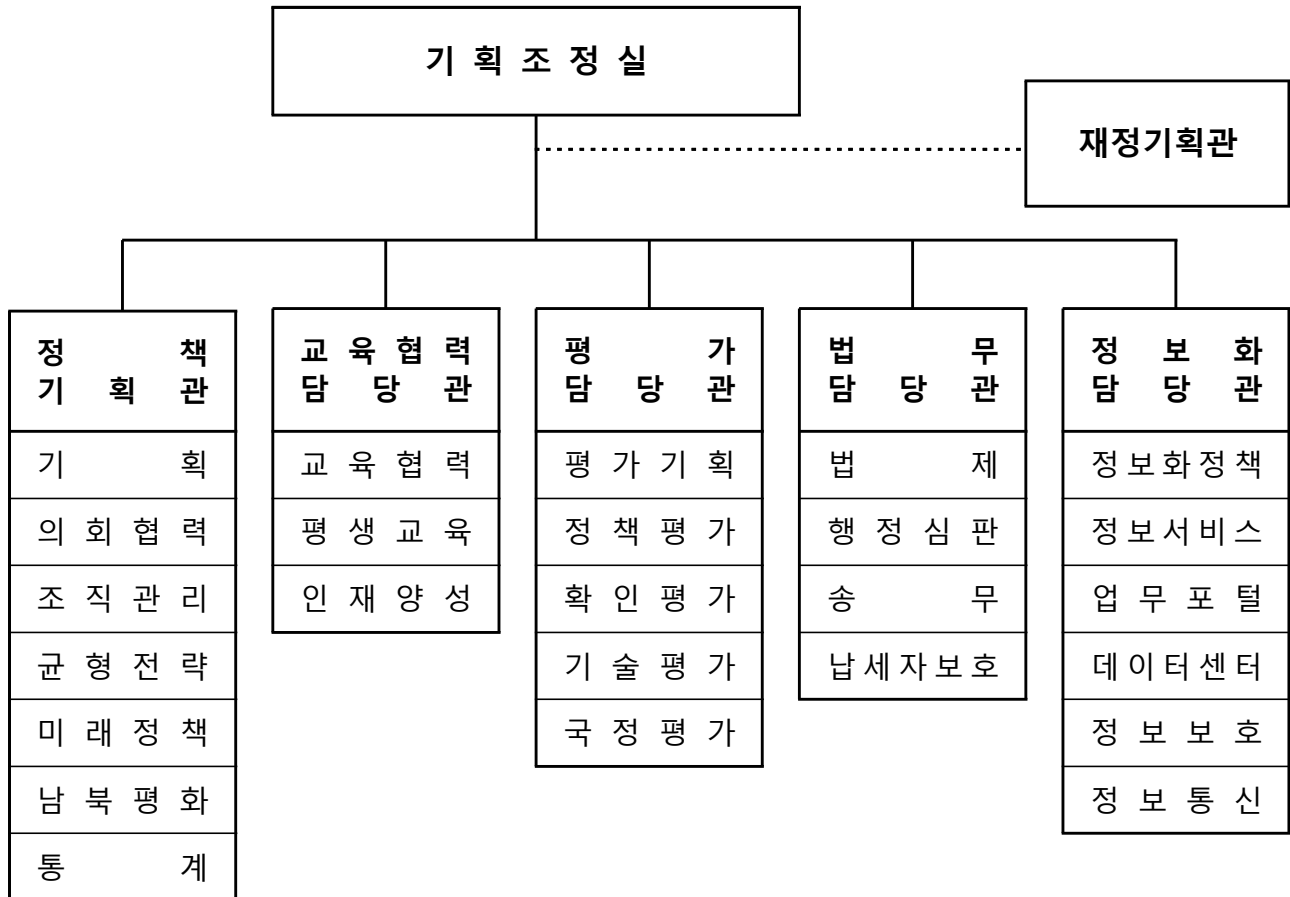 기획조정실
재정기획관
정책
기획관
기획
의회협력
조직관리
균형전략
미래정책
남북평화
통계
교육협력
담당관
교육협력
평생교육
인재양성
평가
담당관
평가기획
정책평가
확인평가
기술평가
국정평가
법무
담당관
법제
행정심판
송무
납세자보호
정보화
담당관
정보화정책
정보서비스
업무포털
데이터센터
정보보호
정보통신